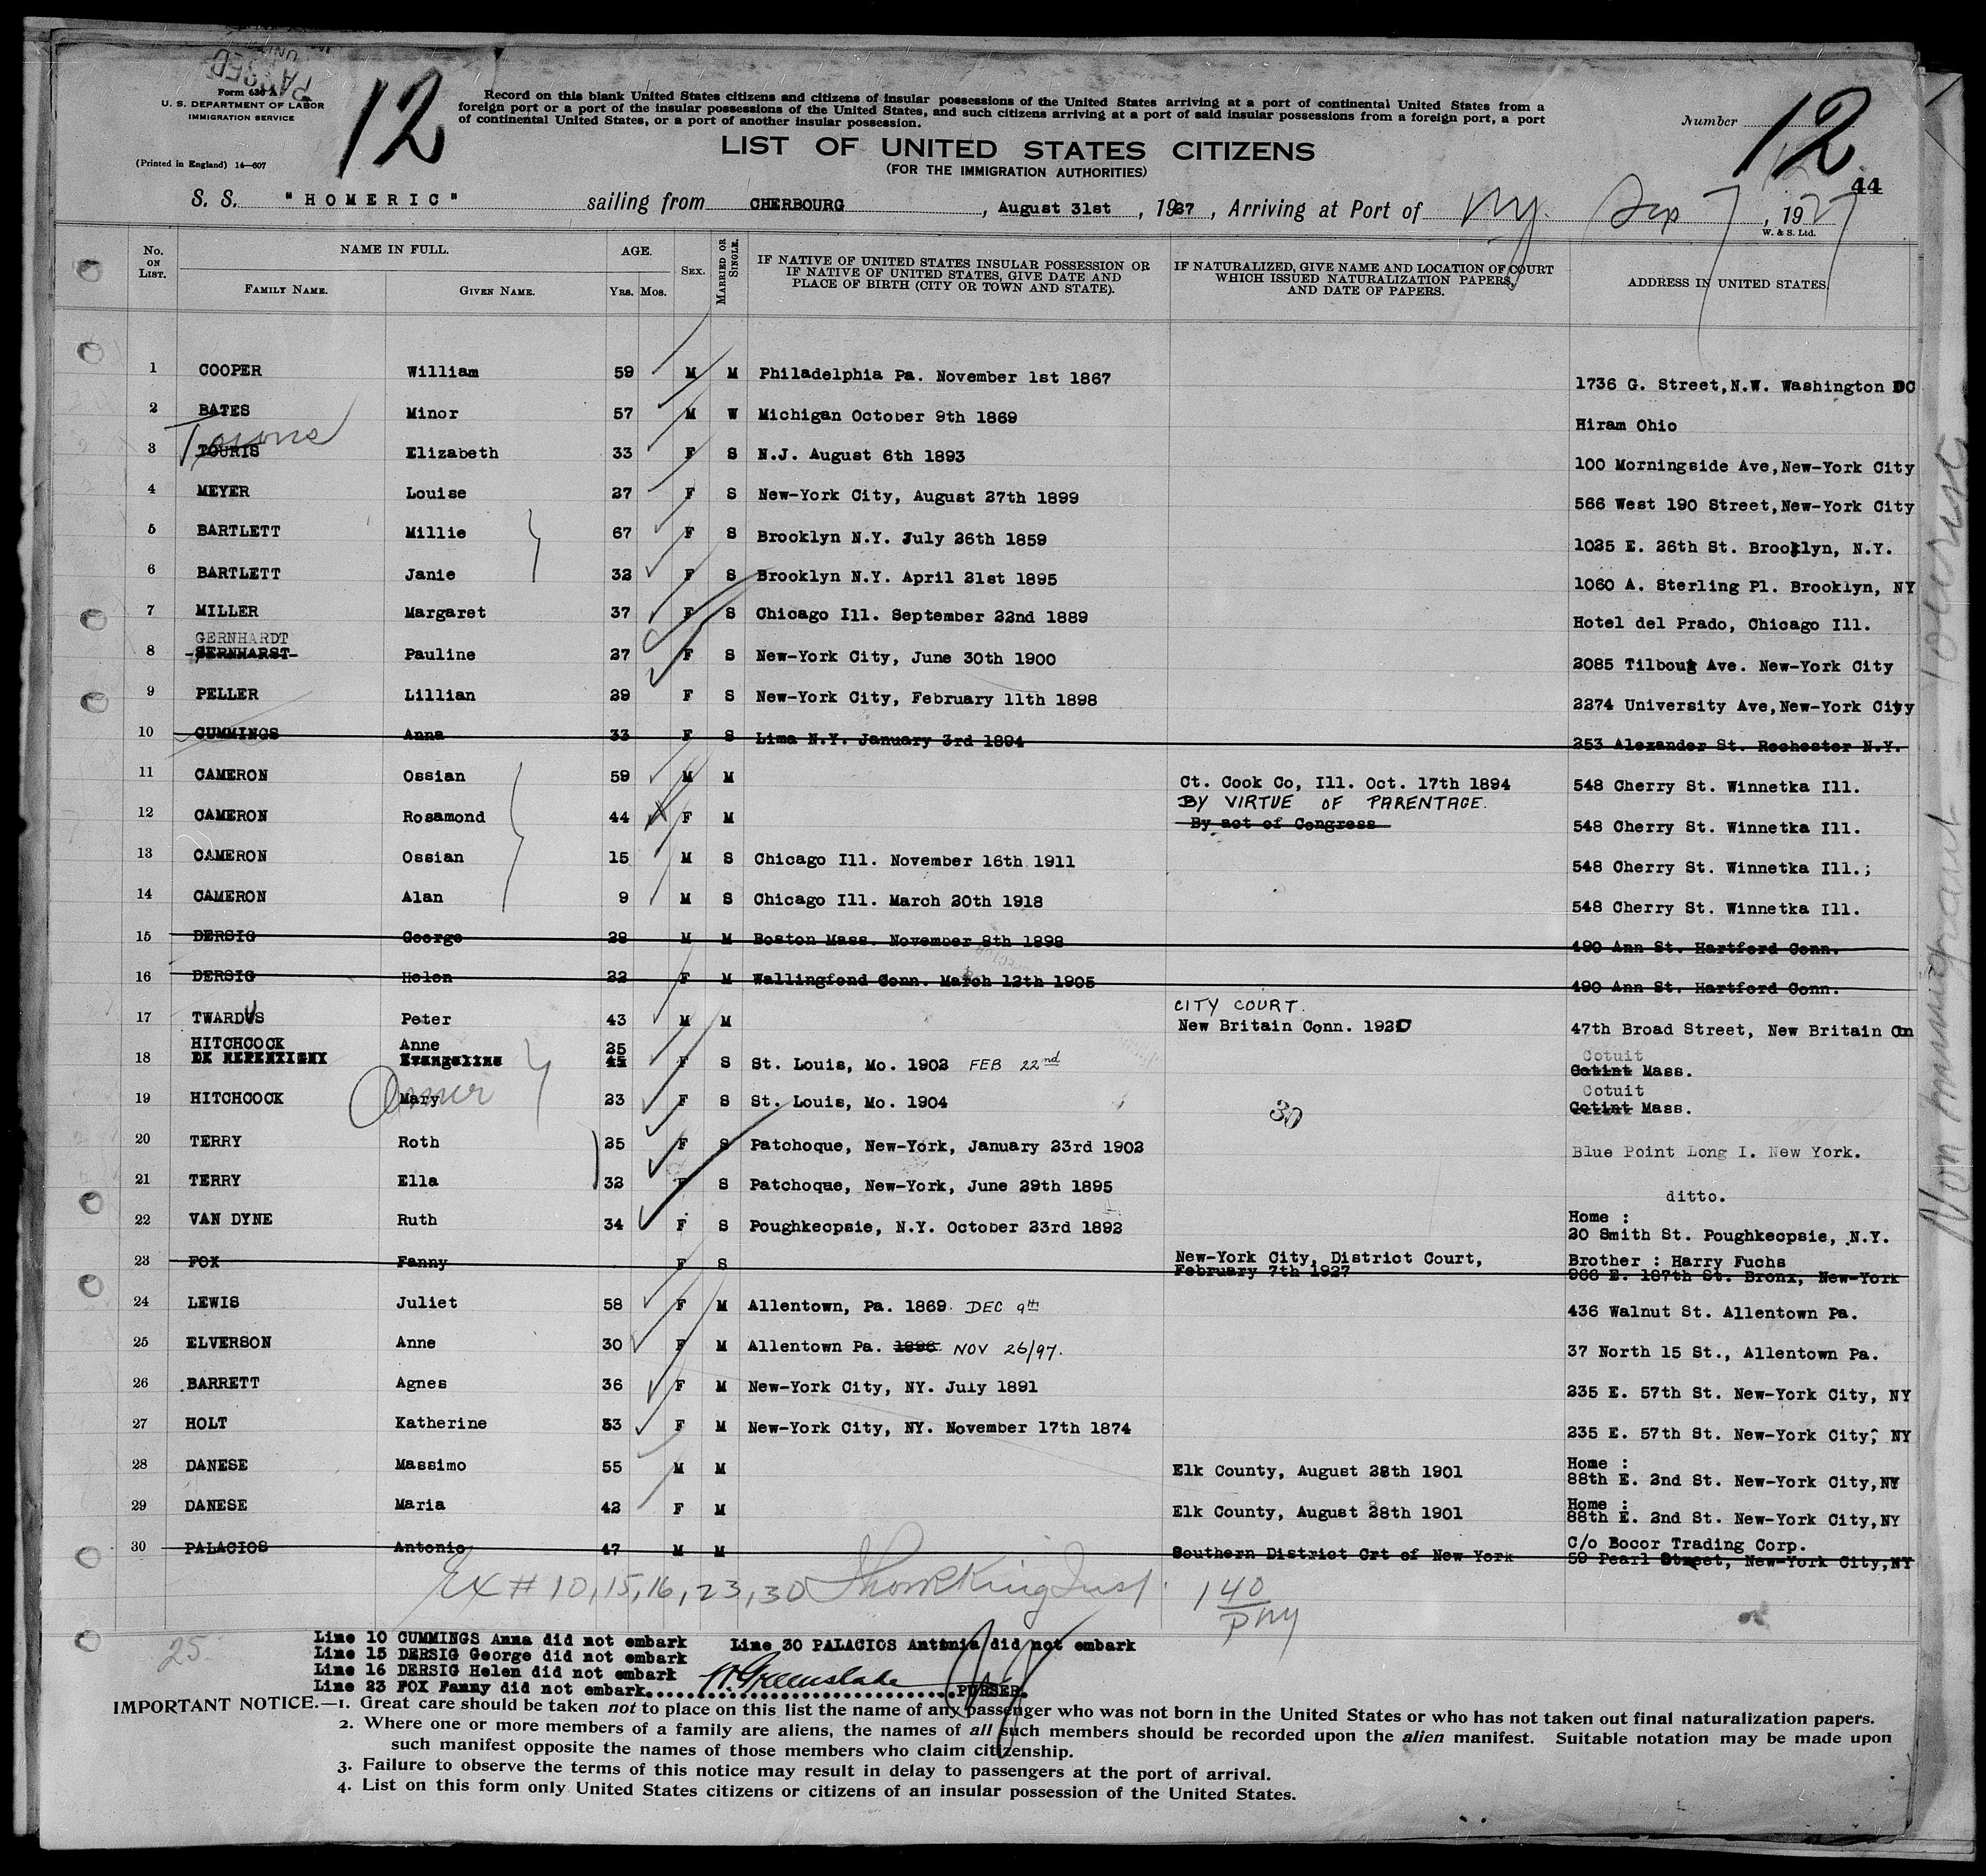 PASSED
Form 630 A
U. S. DEPARTMENT OF LABOR
IMMIGRATION SERVICE
(Printed in England) 14—607
12
Record on this blank United States citizens and citizens of insular possessions of the United States arriving at a port of continental United States from a
foreign port or a port of the insular possessions of the United States, and such citizens arriving at a port of said insular possessions from a foreign port, a port
of continental United States, or a port of another insular possession.
Number 12
LIST OF UNITED STATES CITIZENS
(FOR THE IMMIGRATION AUTHORITIES)
44
S. S. "HOMERIC" sailing from CHERBOURG, August 31st, 1927, Arriving at Port of NY. Sep 7, 1927
W. & S. Ltd.
No. ON LIST. NAME IN FULL. FAMILY NAME. GIVEN NAME. AGE. YRS. MOS. SEX. MARRIED OR SINGLE. IF NATIVE OF UNITED STATES INSULAR POSSESSION OR IF NATIVE OF UNITED STATES, GIVE DATE AND PLACE OF BIRTH (CITY OR TOWN AND STATE). IF NATURALIZED, GIVE NAME AND LOCATION OF COURT WHICH ISSUED NATURALIZATION PAPERS, AND DATE OF PAPERS. ADDRESS IN UNITED STATES.
1 COOPER William 59 M M Philadelphia Pa. November 1st 1867 1736 G. Street,N.W. Washington DC
2 BATES Minor 57 M W Michigan October 9th 1869 Hiram Ohio
3 TOURIS Elizabeth 33 F S N.J. August 6th 1893 100 Morningside Ave,New-York City
4 MEYER Louise 27 F S New-York City, August 27th 1899 566 West 190 Street,New-York City
5 BARTLETT Millie 67 F S Brooklyn N.Y. July 26th 1859 1025 E. 26th St. Brooklyn, N.Y.
6 BARTLETT Janie 32 F S Brooklyn N.Y. April 21st 1895 1060 A. Sterling Pl. Brooklyn, NY
7 MILLER Margaret 37 F S Chicago Ill. September 22nd 1889 Hotel del Prado, Chicago Ill.
GERNHARDT
8 GERNHARST Pauline 27 F S New-York City, June 30th 1900 2085 Tilbout Ave. New-York City
9 PELLER Lillian 29 F S New-York City, February 11th 1898 2274 University Ave,New-York City
10 CUMMINGS Anna 33 F S Lima N.Y. January 3rd 1894 253 Alexander St. Rochester N.Y.
11 CAMERON Ossian 59 M M Ct. Cook Co, Ill. Oct. 17th 1894 548 Cherry St. Winnetka Ill.
BY VIRTUE OF PARENTAGE.
12 CAMERON Rosamond 44 F M By act of Congress 548 Cherry St. Winnetka Ill.
13 CAMERON Ossian 15 M S Chicago Ill. November 16th 1911 548 Cherry St. Winnetka Ill.;
14 CAMERON Alan 9 M S Chicago Ill. March 20th 1918 548 Cherry St. Winnetka Ill.
15 DERSIG George 28 M M Boston Mass. November 8th 1898 490 Ann St. Hartford Conn.
16 DERSIG Helen 22 F M Wallingfond Conn. March 12th 1905 490 Ann St. Hartford Conn.
CITY COURT.
17 TWARDUS Peter 43 M M New Britain Conn. 1920 47th Broad Street, New Britain Cn
HITCHCOCK Anne 25 Cotuit
18 DE REPENTIGNY Evangeline 45 F S St. Louis, Mo. 1902 FEB 22nd Cotint Mass.
Cotuit
19 HITCHCOCK Mary 23 F S St. Louis, Mo. 1904 30 Cotint Mass.
20 TERRY Roth 25 F S Patchoque, New-York, January 23rd 1902 Blue Point Long I. New York.
21 TERRY Ella 32 F S Patchoque, New-York, June 29th 1895 ditto.
22 VAN DYNE Ruth 34 F S Poughkeopsie, N.Y. October 23rd 1892 Home :
20 Smith St. Poughkeopsie, N.Y.
23 FOX Fanny F S New-York City, District Court, Brother : Harry Fuchs
February 7th 1927 966 E. 187th St. Bronx, New-York
24 LEWIS Juliet 58 F M Allentown, Pa. 1869 DEC 9th 436 Walnut St. Allentown Pa.
25 ELVERSON Anne 30 F M Allentown Pa. 1896 NOV 26/97. 37 North 15 St., Allentown Pa.
26 BARRETT Agnes 36 F M New-York City, NY. July 1891 235 E. 57th St. New-York City, NY
27 HOLT Katherine 53 F M New-York City, NY. November 17th 1874 235 E. 57th St. New-York City, NY
28 DANESE Massimo 55 M M Elk County, August 28th 1901 Home :
88th E. 2nd St. New-York City,NY
29 DANESE Maria 42 F M Elk County, August 28th 1901 Home :
88th E. 2nd St. New-York City,NY
30 PALACIOS Antonio 47 M M Southern District Crt of New York C/o Bocor Trading Corp.
59 Pearl Street, New-York City,NY
Ex # 10, 15, 16, 23, 30
140
25
Line 10 CUMMINGS Anna did not embark Line 30 PALACIOS Antonia did not embark
Line 15 DERSIG George did not embark
Line 16 DERSIG Helen did not embark
Line 23 FOX Fanny did not embark H. Greenslade PURSER.
IMPORTANT NOTICE.—1. Great care should be taken not to place on this list the name of any passenger who was not born in the United States or who has not taken out final naturalization papers.
2. Where one or more members of a family are aliens, the names of all such members should be recorded upon the alien manifest. Suitable notation may be made upon
such manifest opposite the names of those members who claim citizenship.
3. Failure to observe the terms of this notice may result in delay to passengers at the port of arrival.
4. List on this form only United States citizens or citizens of an insular possession of the United States.
Non immigrant